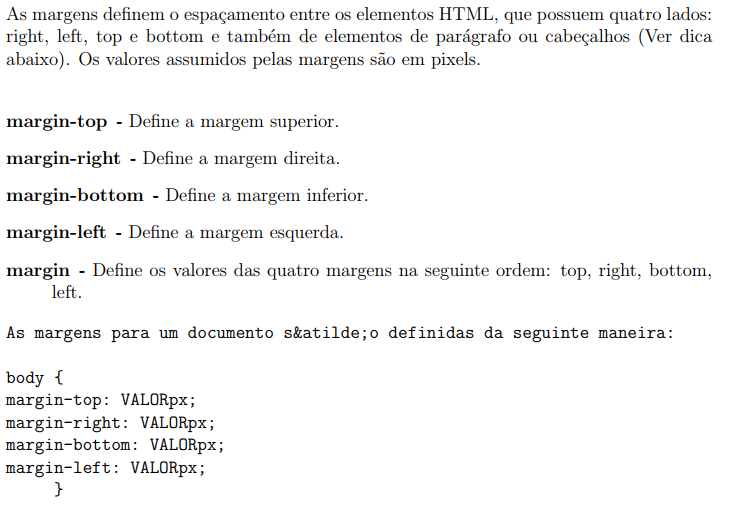 As margens definem o espaçamento entre os elementos HTML, que possuem quatro lados:
right, left, top e bottom e também de elementos de parágrafo ou cabeçalhos (Ver dica
abaixo). Os valores assumidos pelas margens são em pixels.
margin-top - Define a margem superior.
margin-right - Define a margem direita.
margin-bottom - Define a margem inferior.
margin-left - Define a margem esquerda.
margin - Define os valores das quatro margens na seguinte ordem: top, right, bottom,
left.
As margens para um documento s&atilde;o definidas da seguinte maneira:
body {
margin-top: VALORpx;
margin-right: VALORpx;
margin-bottom: VALORpx;
margin-left: VALORpx;
}